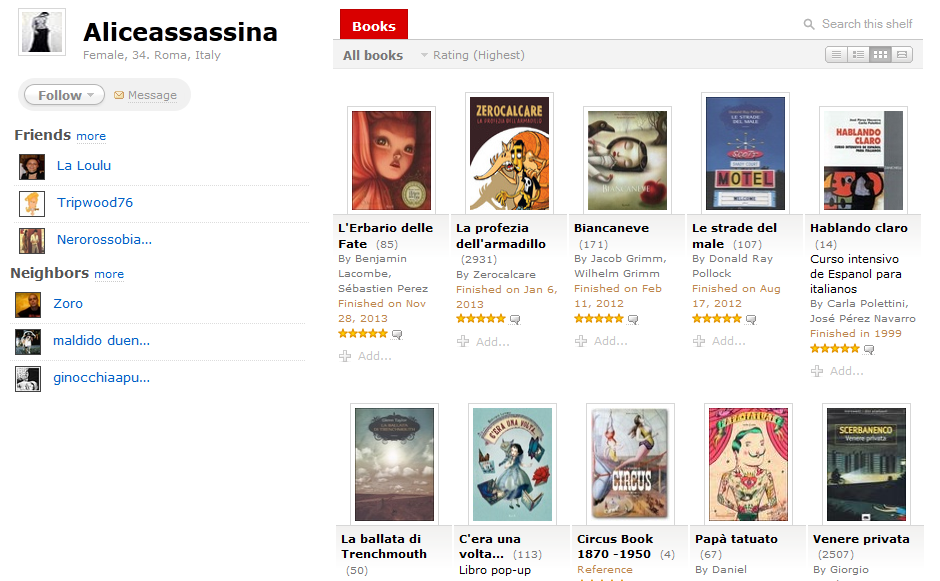 Aliceassassina
Female, 34. Roma, Italy
Follow
Message
Friends more
La Loulu
Tripwood76
Nerorossobia...
Neighbors more
Zoro
maldido duen...
ginocchiaapu...
Books
Search this shelf
All books
Rating (Highest)
L'Erbario delle
Fate (85)
By Benjamin
Lacombe,
Sébastien Perez
Finished on Nov
28, 2013
Add...
ZEROCALCARE
LA PROFEZIA DELL'ARMADILLO
La profezia
dell'armadillo
(2931)
By Zerocalcare
Finished on Jan 6,
2013
Add...
BIANCANEVE
Biancaneve
(171)
By Jacob Grimm,
Wilhelm Grimm
Finished on Feb
11, 2012
Add...
LE STRADE
DEL MALE
MOTEL
Le strade del
male (107)
By Donald Ray
Pollock
Finished on Aug
17, 2012
Add...
HABLANDO
CLARO
Hablando claro
(14)
Curso intensivo
de Espanol para
italianos
By Carla Polettini,
José Pérez Navarro
Finished in 1999
Add...
LA BALLATA
DI TRENCHMOUTH
La ballata di
Trenchmouth
(50)
C'ERA UNA VOLTA...
C'era una
volta... (113)
Libro pop-up
CIRCUS
Circus Book
1870 -1950 (4)
Reference
PAPÀTATUATO
Papà tatuato
(67)
By Daniel
SCERBANENCO
Venere privata
Venere privata
(2507)
By Giorgio